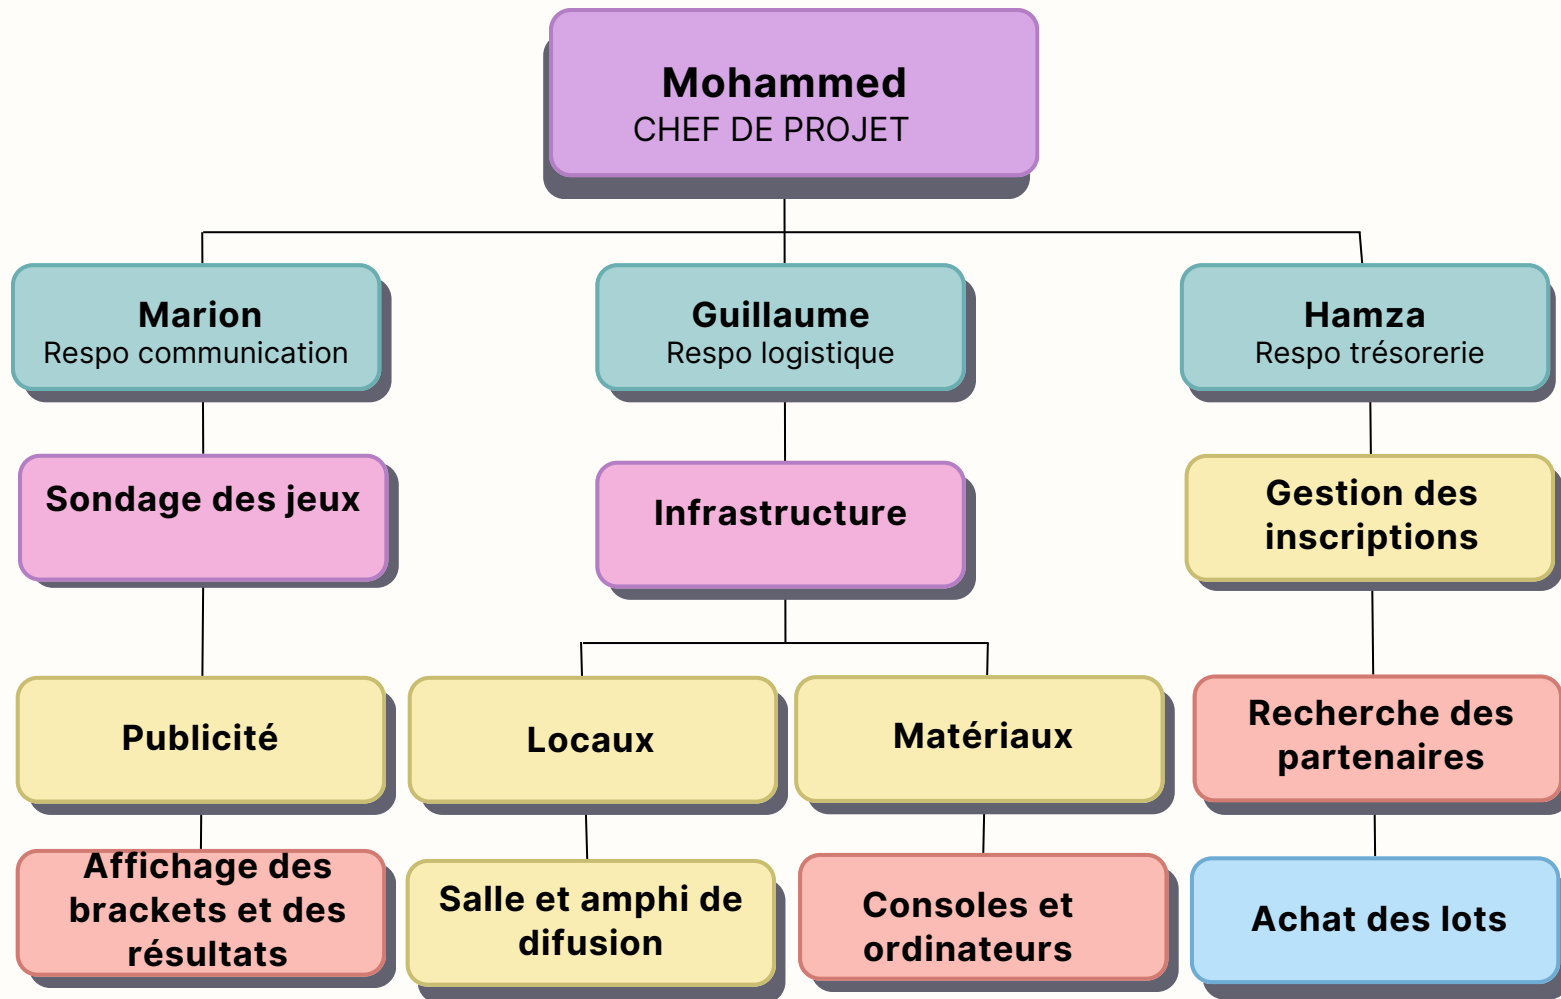 Mohammed
CHEF DE PROJET
Marion
Respo communication
Guillaume
Respo logistique
Hamza
Respo trésorerie
Sondage des jeux
Infrastructure
Gestion des
inscriptions
Publicité
Locaux
Matériaux
Recherche des
partenaires
Affichage des
brackets et des
résultats
Salle et amphi de
difusion
Consoles et
ordinateurs
Achat des lots